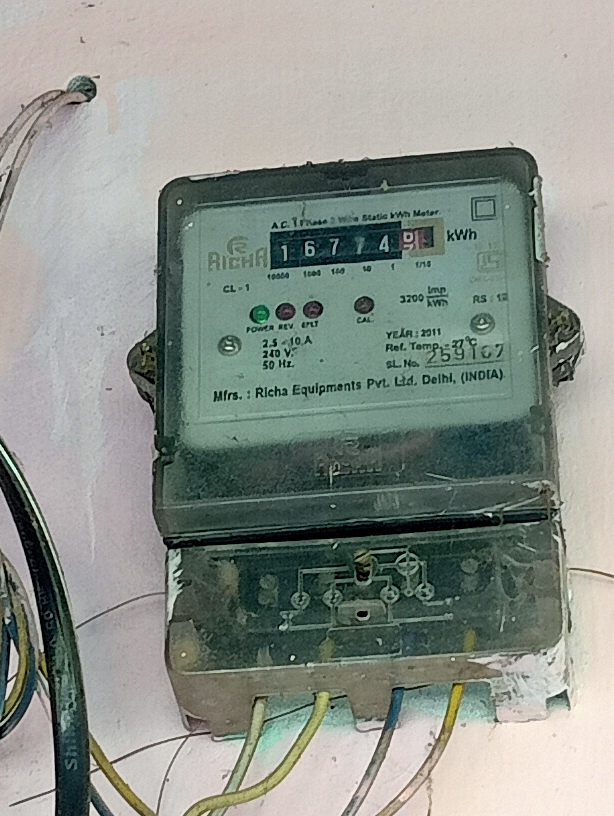 A.C. 1 Phase 2 Wire Static kWh Meter
RICHA
1 6 7 7 4 kWh
10000 1000 100 10 1 1/10
CL - 1
3200 Imp/kWh
RS : 12
POWER REV. EFLT CAL.
2.5 - 10 A
240 V
50 Hz.
YEAR : 2011
Ref. Temp. - 27°C
SL. No. 259167
Mfrs. : Richa Equipments Pvt. Ltd. Delhi, (INDIA)